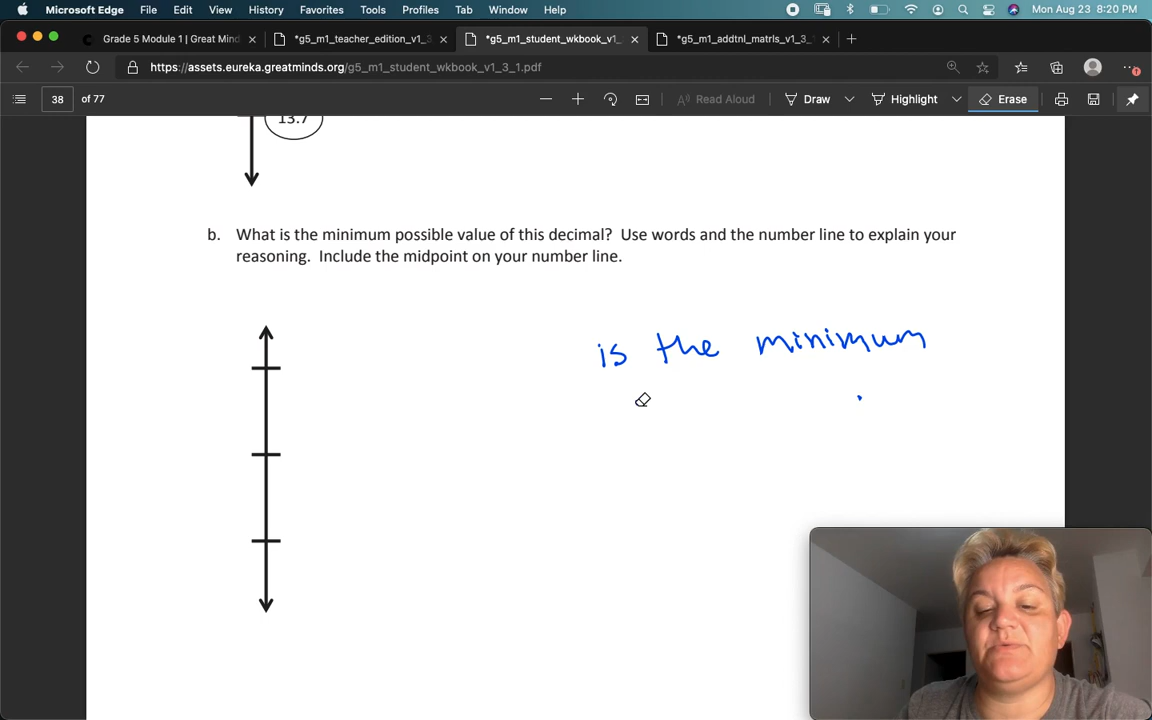 Microsoft Edge File Edit View History Favorites Tools Profiles Tab Window Help Mon Aug 23 8:20 PM
Grade 5 Module 1 | Great Mind *g5_m1_teacher_edition_v1_3 *g5_m1_student_wkbook_v1_ *g5_m1_addtnl_matrls_v1_3_
https://assets.eureka.greatminds.org/g5_m1_student_wkbook_v1_3_1.pdf
38 of 77 Read Aloud Draw Highlight Erase
13.7
b. What is the minimum possible value of this decimal? Use words and the number line to explain your
reasoning. Include the midpoint on your number line.
is the minimum